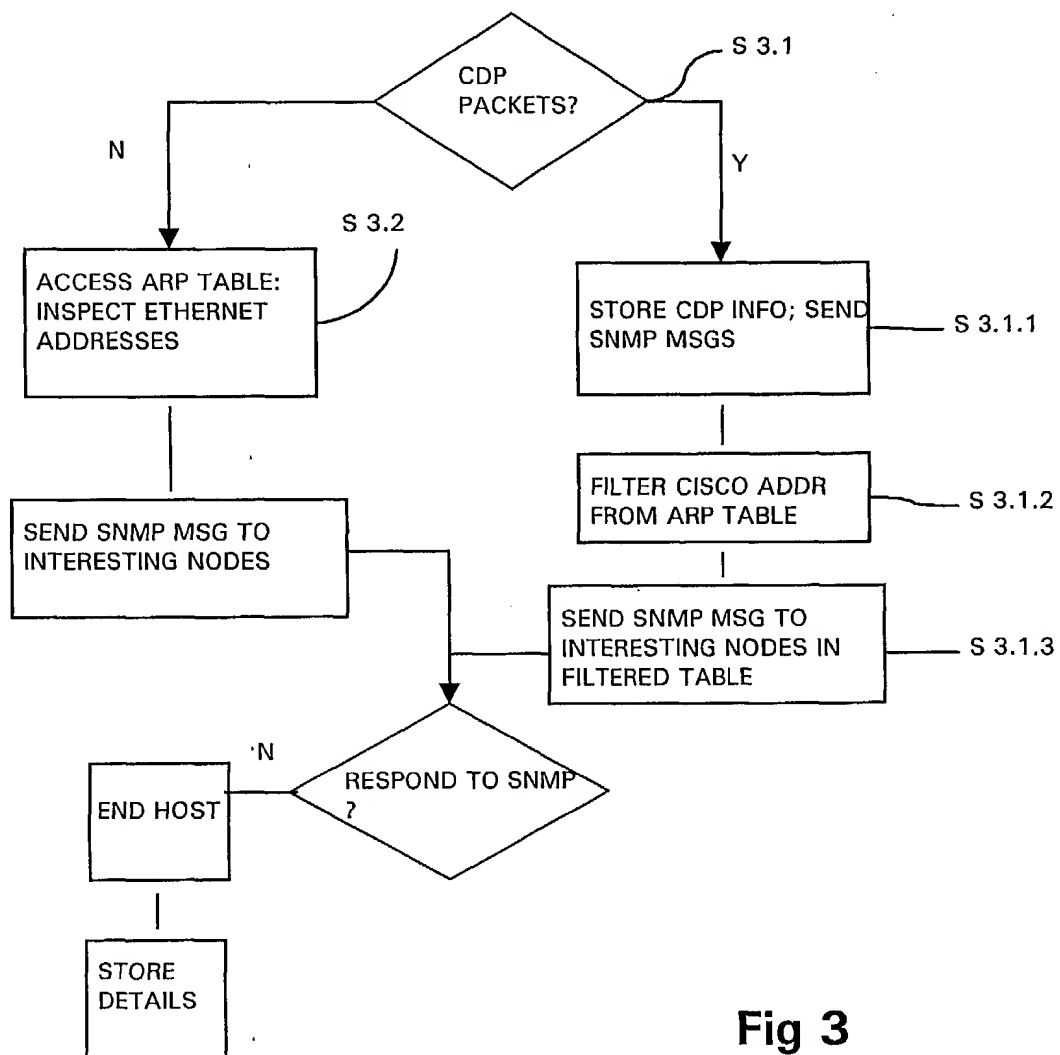 CDP
PACKETS?
S 3.1
N
Y
S 3.2
ACCESS ARP TABLE:
INSPECT ETHERNET
ADDRESSES
STORE CDP INFO; SEND
SNMP MSGS
S 3.1.1
FILTER CISCO ADDR
FROM ARP TABLE
S 3.1.2
SEND SNMP MSG TO
INTERESTING NODES
SEND SNMP MSG TO
INTERESTING NODES IN
FILTERED TABLE
S 3.1.3
N
RESPOND TO SNMP
?
END HOST
STORE
DETAILS
Fig 3